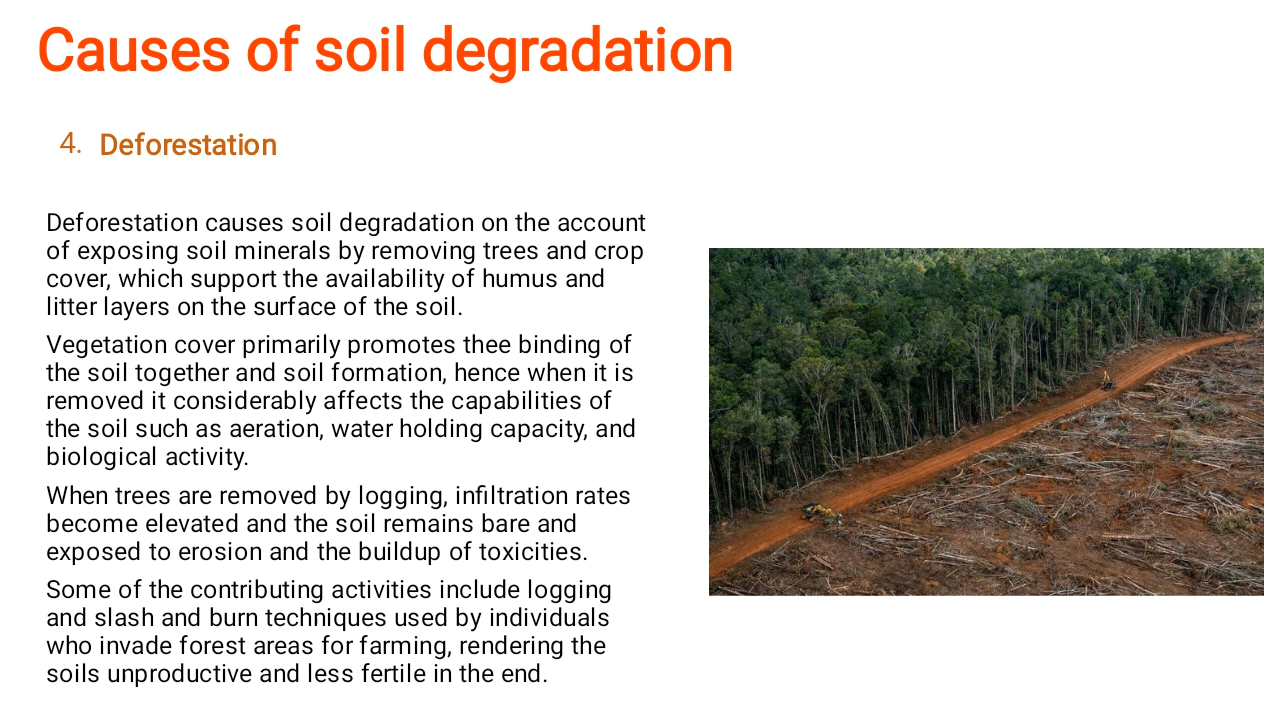 Causes of soil degradation
4. Deforestation
Deforestation causes soil degradation on the account
of exposing soil minerals by removing trees and crop
cover, which support the availability of humus and
litter layers on the surface of the soil.
Vegetation cover primarily promotes thee binding of
the soil together and soil formation, hence when it is
removed it considerably affects the capabilities of
the soil such as aeration, water holding capacity, and
biological activity.
When trees are removed by logging, infiltration rates
become elevated and the soil remains bare and
exposed to erosion and the buildup of toxicities.
Some of the contributing activities include logging
and slash and burn techniques used by individuals
who invade forest areas for farming, rendering the
soils unproductive and less fertile in the end.